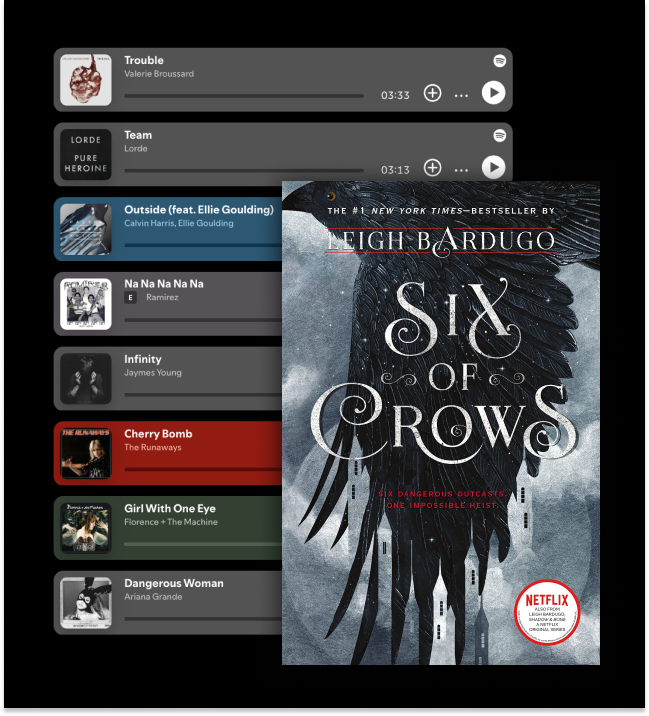 Trouble
Valerie Broussard
03:33
Team
Lorde
03:13
LORDE
PURE
HEROINE
Outside (feat. Ellie Goulding)
Calvin Harris, Ellie Goulding
Na Na Na Na Na
E Ramirez
Infinity
Jaymes Young
Cherry Bomb
The Runaways
THE RUNAWAYS
Girl With One Eye
Florence + The Machine
Dangerous Woman
Ariana Grande
THE #1 NEW YORK TIMES—BESTSELLER BY
LEIGH BARDUGO
SIX
OF
CROWS
SIX DANGEROUS OUTCASTS.
ONE IMPOSSIBLE HEIST.
NETFLIX
ALSO FROM
LEIGH BARDUGO,
SHADOW & BONE
A NETFLIX
ORIGINAL SERIES